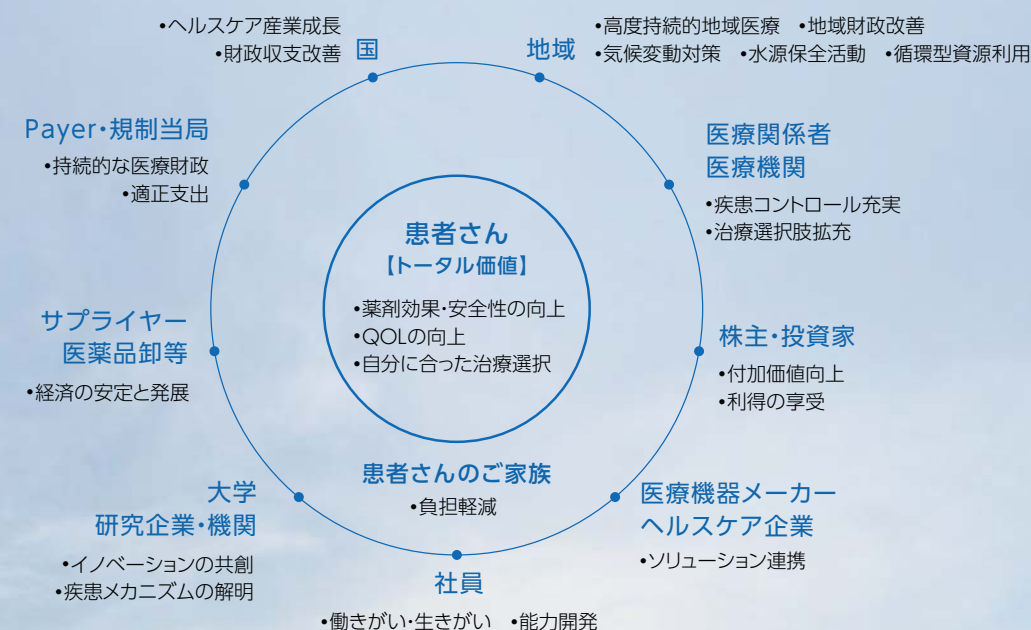 •ヘルスケア産業成長
•財政収支改善
国
地域
•高度持続的地域医療 •地域財政改善
•気候変動対策 •水源保全活動 •循環型資源利用
Payer・規制当局
•持続的な医療財政
•適正支出
医療関係者
医療機関
•疾患コントロール充実
•治療選択肢拡充
患者さん
【トータル価値】
•薬剤効果・安全性の向上
•QOLの向上
•自分に合った治療選択
サプライヤー
医薬品卸等
•経済の安定と発展
株主・投資家
•付加価値向上
•利得の享受
患者さんのご家族
•負担軽減
大学
研究企業・機関
•イノベーションの共創
•疾患メカニズムの解明
医療機器メーカー
ヘルスケア企業
•ソリューション連携
社員
•働きがい・生きがい •能力開発